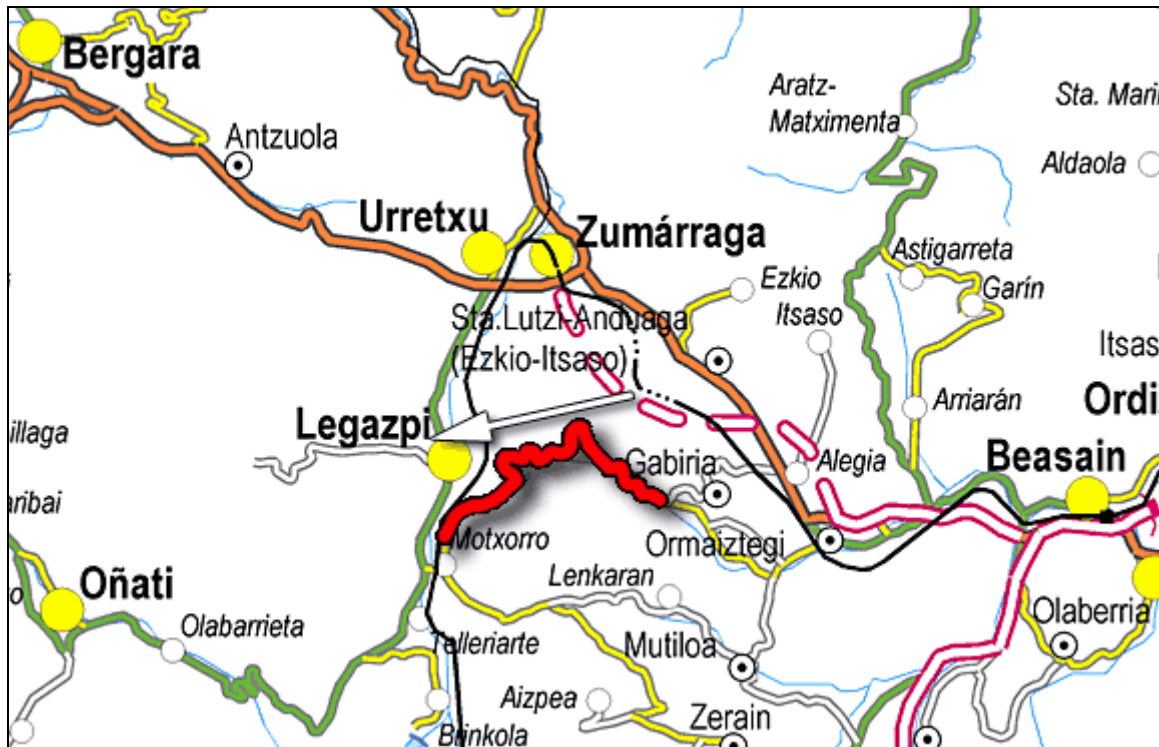 Bergara
Aratz-
Matximenta
Sta. Marin
Antzuola
Aldaola
Urretxu
Zumárraga
Astigarreta
Ezkio
Itsaso
Garín
Sta.Lutzi-Anduaga
(Ezkio-Itsaso)
Itsas
Ordi
Arriarán
Legazpi
illaga
Gabiria
Alegia
Beasain
aribai
Motxorro
Ormaiztegi
Oñati
Lenkaran
Olaberria
Olabarrieta
Telleriarte
Mutiloa
Aizpea
Zerain
Brinkola